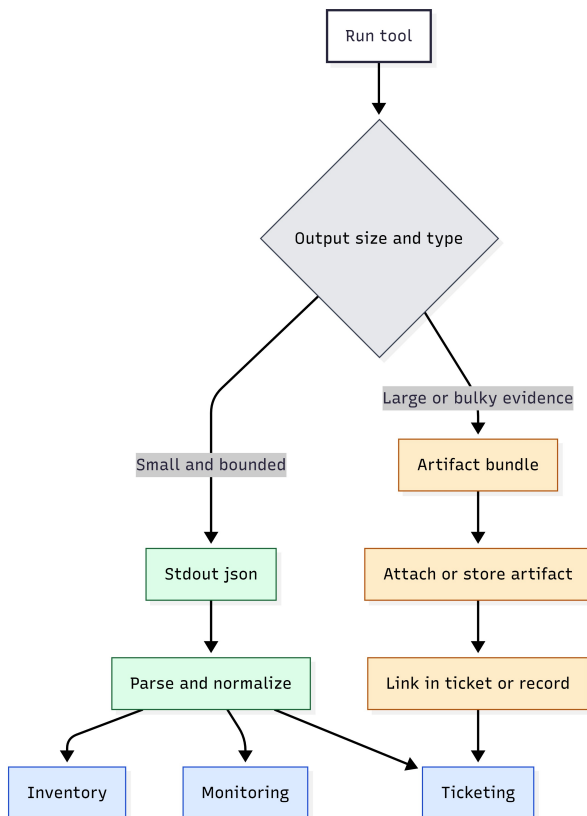 Run tool
Output size and type
Large or bulky evidence
Small and bounded
Artifact bundle
Stdout json
Attach or store artifact
Parse and normalize
Link in ticket or record
Inventory
Monitoring
Ticketing